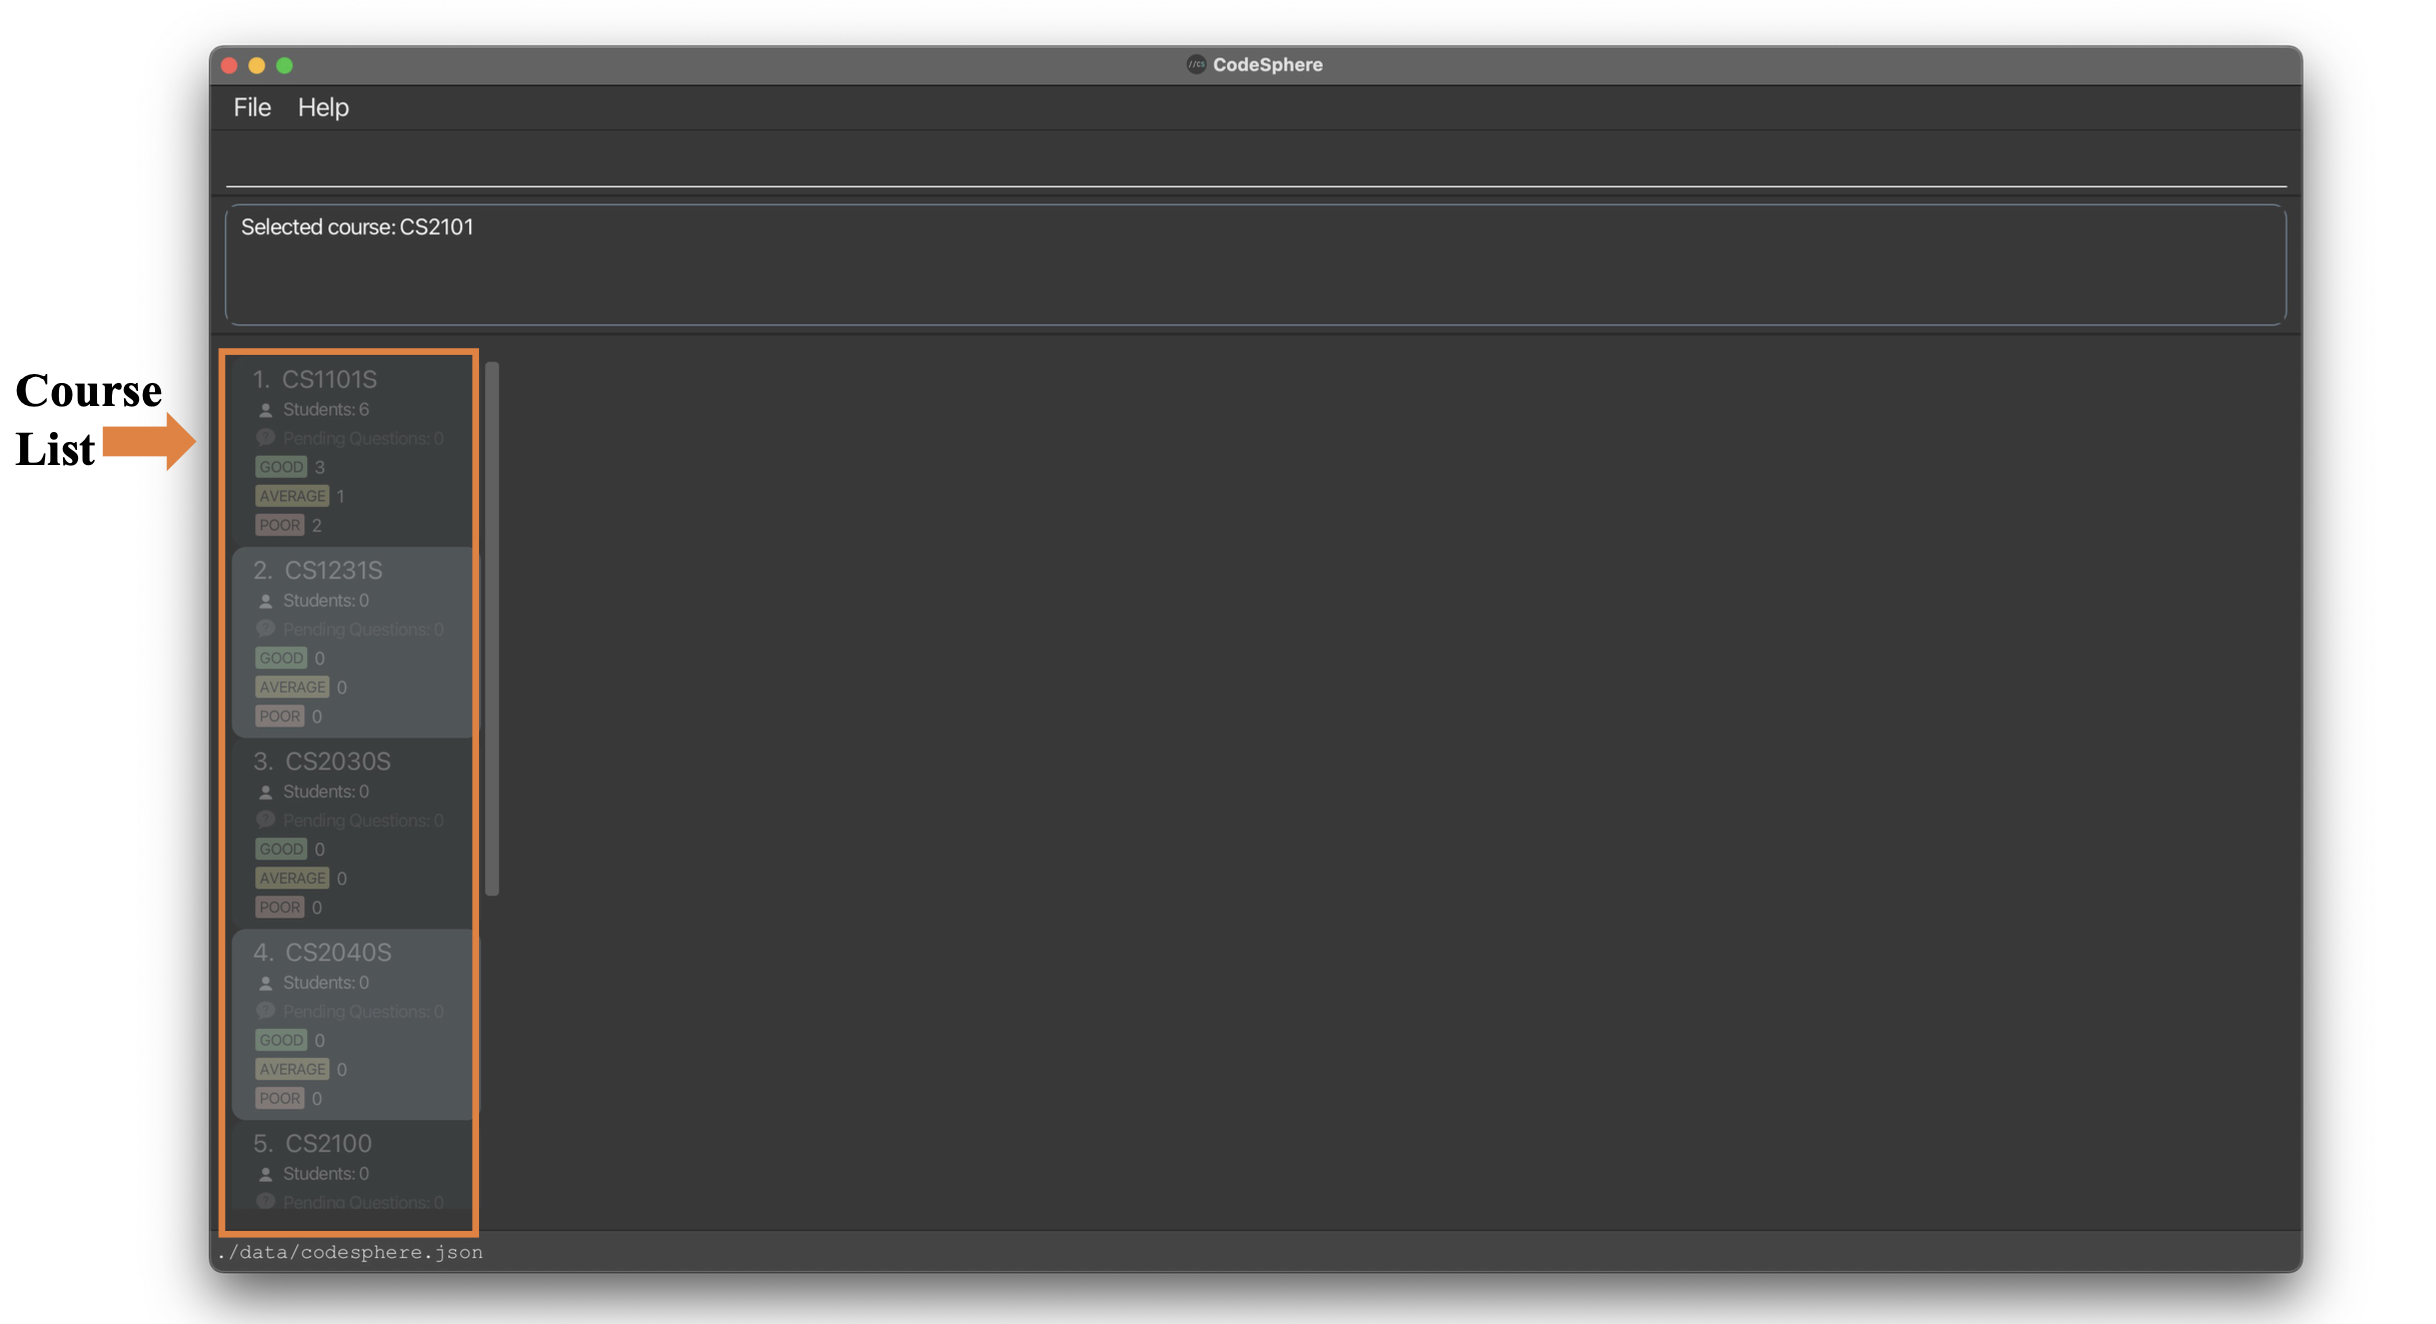 //CS CodeSphere
File Help
Selected course: CS2101
Course
List
1. CS1101S
Students: 6
? Pending Questions: 0
GOOD 3
AVERAGE 1
POOR 2
2. CS1231S
Students: 0
? Pending Questions: 0
GOOD 0
AVERAGE 0
POOR 0
3. CS2030S
Students: 0
? Pending Questions: 0
GOOD 0
AVERAGE 0
POOR 0
4. CS2040S
Students: 0
? Pending Questions: 0
GOOD 0
AVERAGE 0
POOR 0
5. CS2100
Students: 0
? Pending Questions: 0
./data/codesphere.json